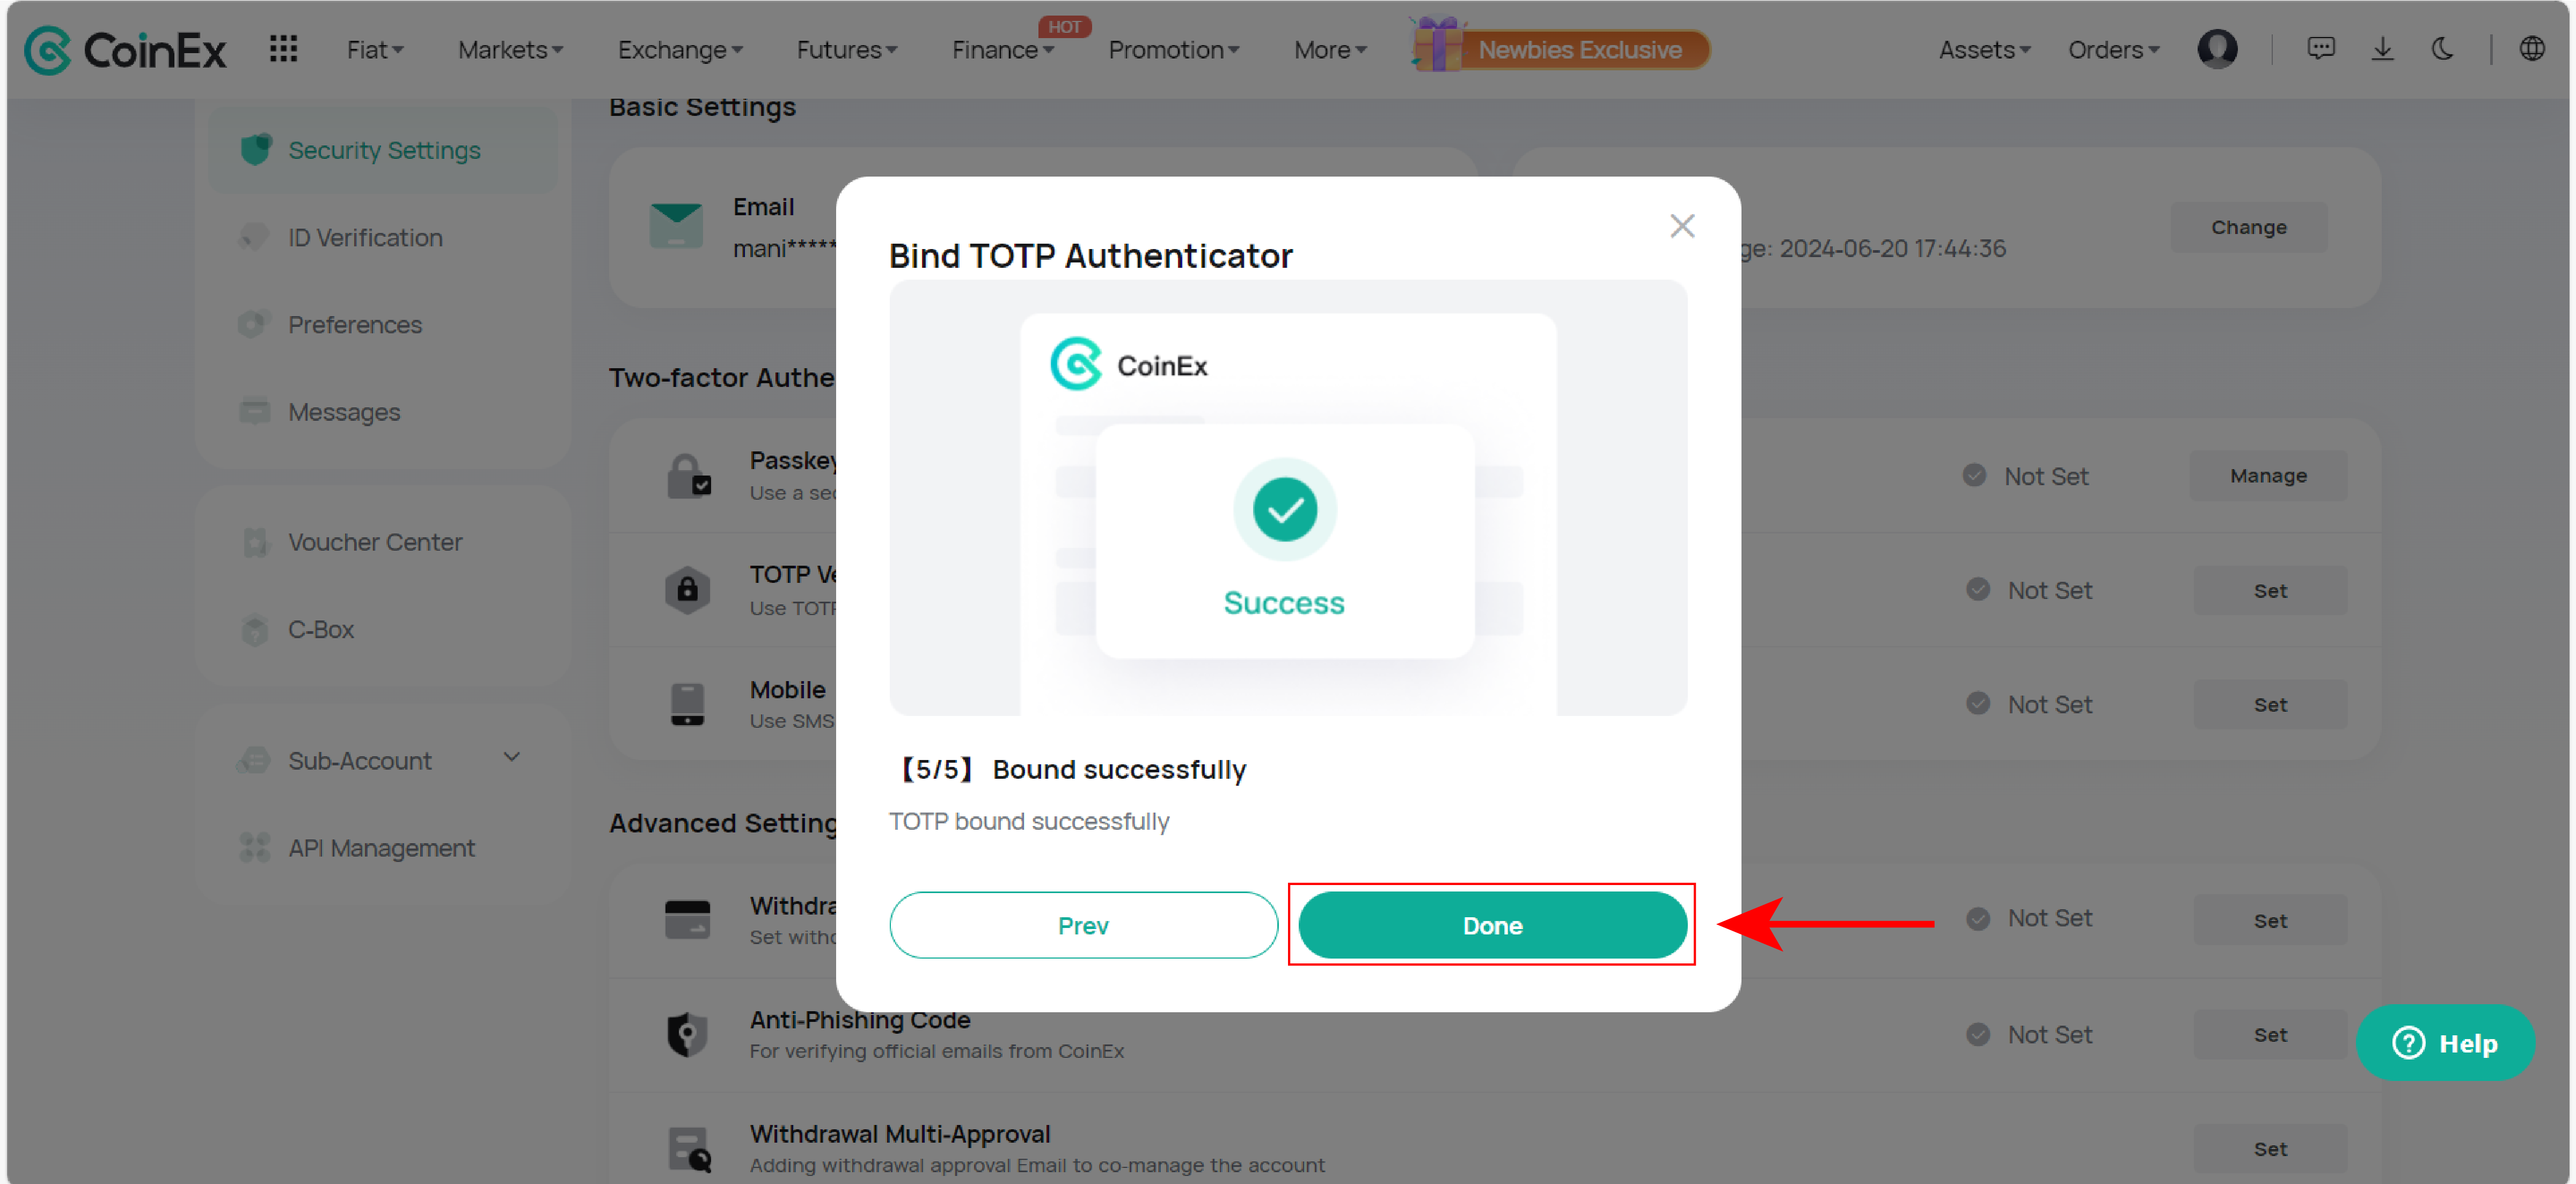 CoinEx
Fiat
Markets
Exchange
Futures
Finance
HOT
Promotion
More
Newbies Exclusive
Assets
Orders
Basic Settings
Security Settings
ID Verification
Preferences
Messages
Voucher Center
C-Box
Sub-Account
API Management
Email
mani*****
ge: 2024-06-20 17:44:36
Change
Two-factor Authe
Passkey
Use a sec
Not Set
Manage
TOTP Ve
Use TOTP
Not Set
Set
Mobile
Use SMS
Not Set
Set
Advanced Setting
Withdra
Set withd
Not Set
Set
Anti-Phishing Code
For verifying official emails from CoinEx
Not Set
Set
Withdrawal Multi-Approval
Adding withdrawal approval Email to co-manage the account
Set
Bind TOTP Authenticator
CoinEx
Success
【5/5】 Bound successfully
TOTP bound successfully
Prev
Done
Help